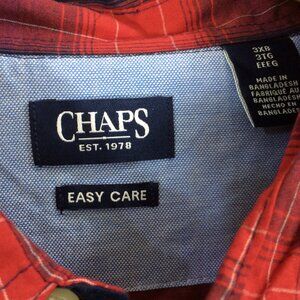 CHAPS
EST. 1978
EASY CARE
3XB
3TG
EEEG
MADE IN
BANGLADESH
FABRIQUÉ AU
BANGLADESH
HECHO EN
BANGLADESH